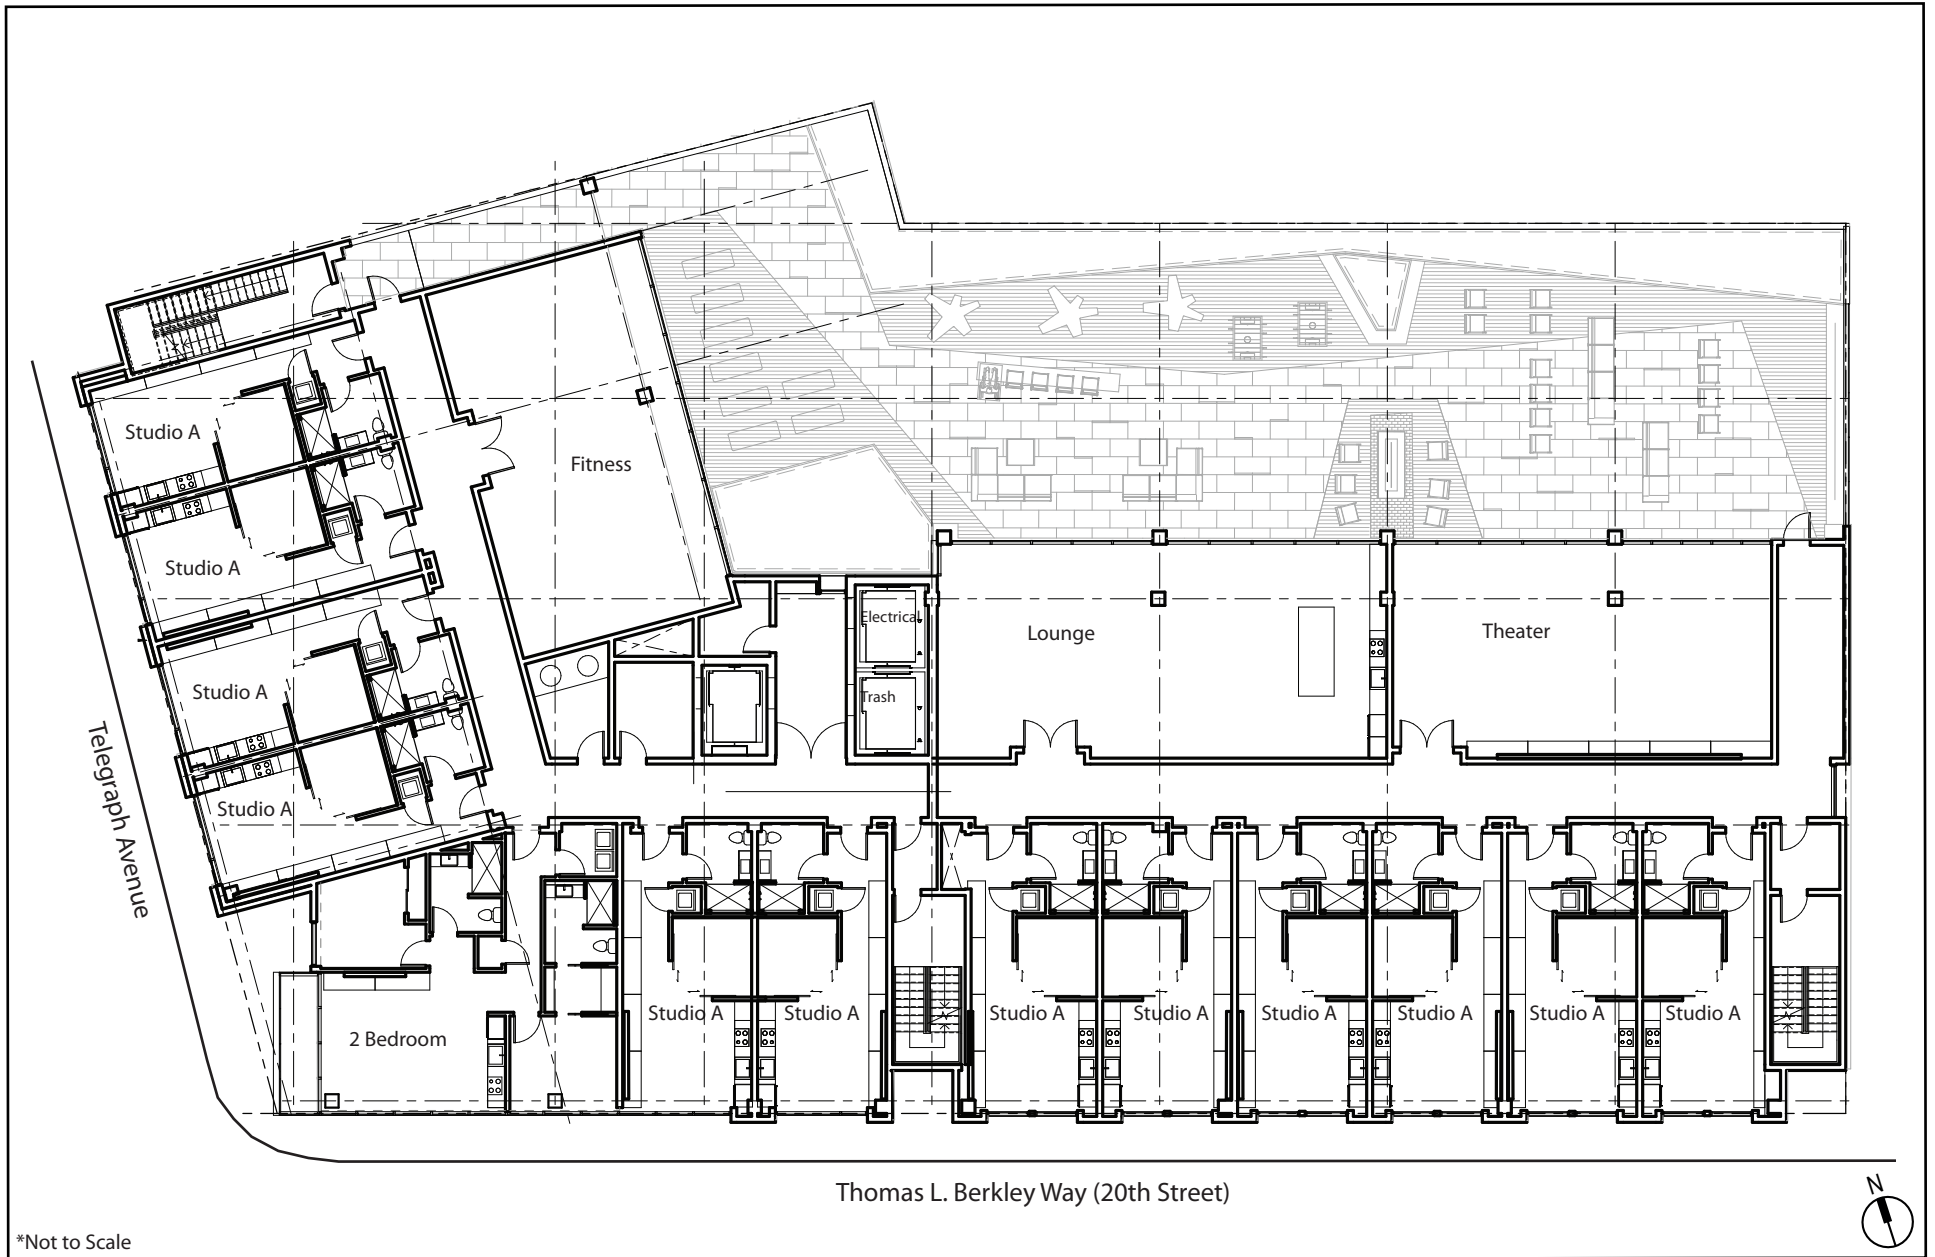 Studio A
Fitness
Studio A
Electrical
Lounge
Theater
Studio A
Trash
Telegraph Avenue
Studio A
Studio A
Studio A
Studio A
Studio A
Studio A
Studio A
Studio A
Studio A
2 Bedroom
Thomas L. Berkley Way (20th Street)
N
*Not to Scale